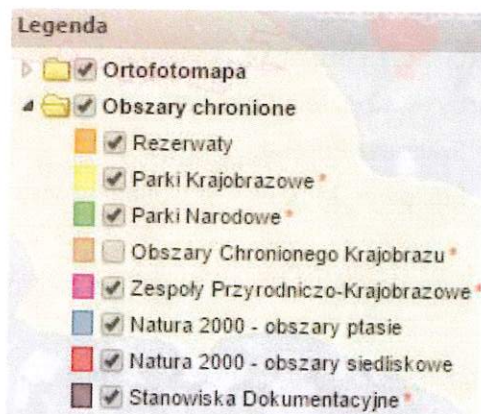 Legenda
Ortofotomapa
Obszary chronione
Rezerwaty
Parki Krajobrazowe *
Parki Narodowe *
Obszary Chronionego Krajobrazu *
Zespoły Przyrodniczo-Krajobrazowe *
Natura 2000 - obszary ptasie
Natura 2000 - obszary siedliskowe
Stanowiska Dokumentacyjne *